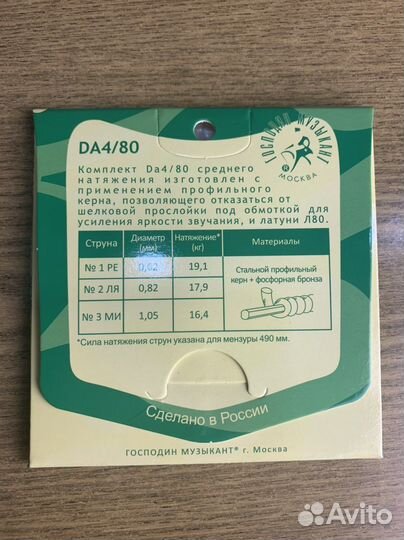 ГОСПОДИН МУЗЫКАНТ
МОСКВА
DA4/80
Комплект Da4/80 среднего
натяжения изготовлен с
применением профильного
керна, позволяющего отказаться от
шелковой прослойки под обмоткой для
усиления яркости звучания, и латуни Л80.
Струна Диаметр (мм) Натяжение* (кг) Материалы
№ 1 РЕ 0,62 19,1
№ 2 ЛЯ 0,82 17,9
№ 3 МИ 1,05 16,4
Стальной профильный
керн + фосфорная бронза
*Сила натяжения струн указана для мензуры 490 мм.
Сделано в России
ГОСПОДИН МУЗЫКАНТ® г. Москва
Avito